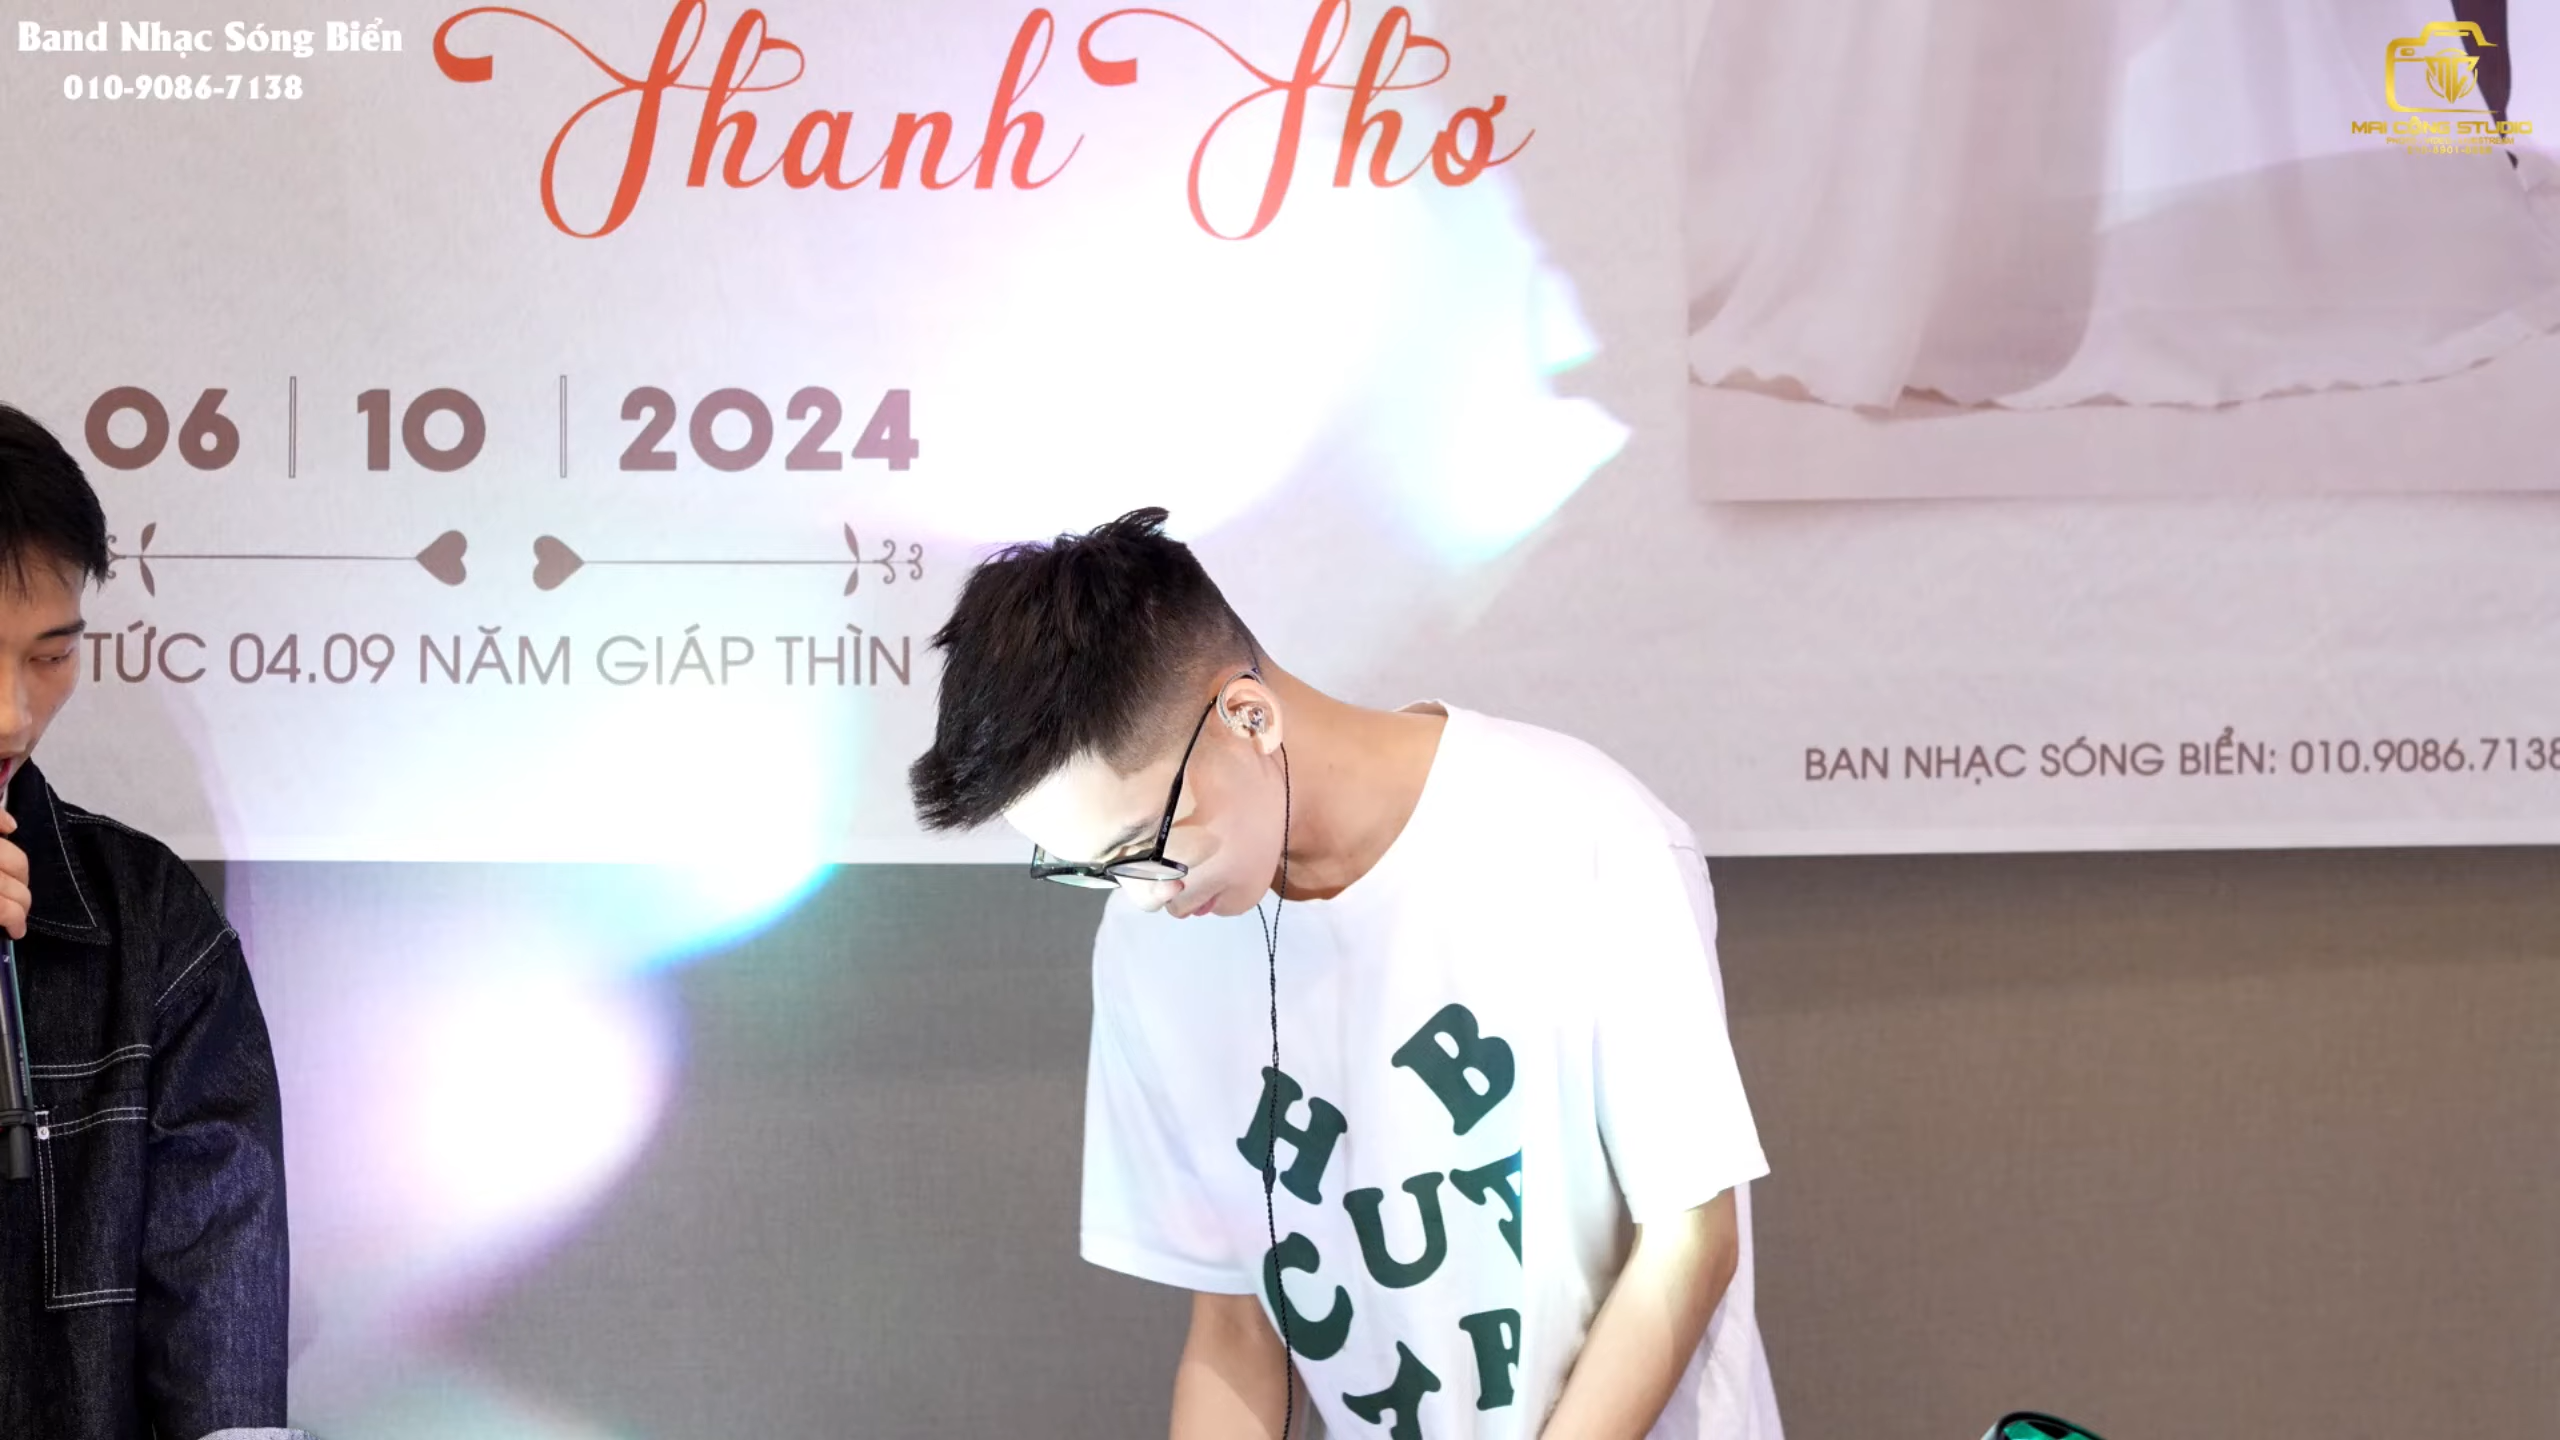 Band Nhạc Sóng Biển
010-9086-7138
Thanh Thơ
MAI CÔNG STUDIO
06 | 10 | 2024
TỨC 04.09 NĂM GIÁP THÌN
BAN NHẠC SÓNG BIỂN: 010.9086.7138
H B
C U T